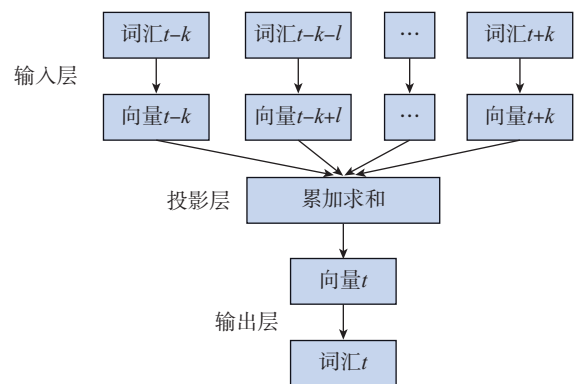 词汇t−k 词汇t−k−l … 词汇t+k
输入层
向量t−k 向量t−k+l … 向量t+k
投影层 累加求和
向量t
输出层
词汇t